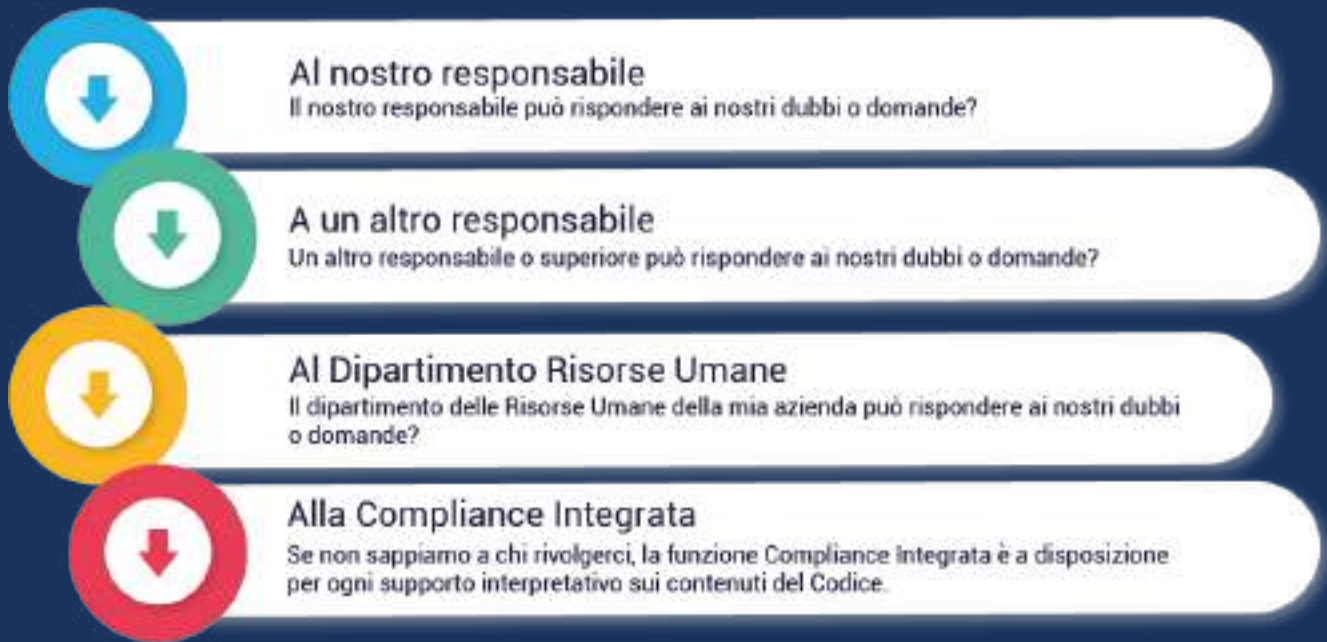 Al nostro responsabile
Il nostro responsabile può rispondere ai nostri dubbi o domande?
A un altro responsabile
Un altro responsabile o superiore può rispondere ai nostri dubbi o domande?
Al Dipartimento Risorse Umane
Il dipartimento delle Risorse Umane della mia azienda può rispondere ai nostri dubbi
o domande?
Alla Compliance Integrata
Se non sappiamo a chi rivolgerci, la funzione Compliance Integrata è a disposizione
per ogni supporto interpretativo sui contenuti del Codice.